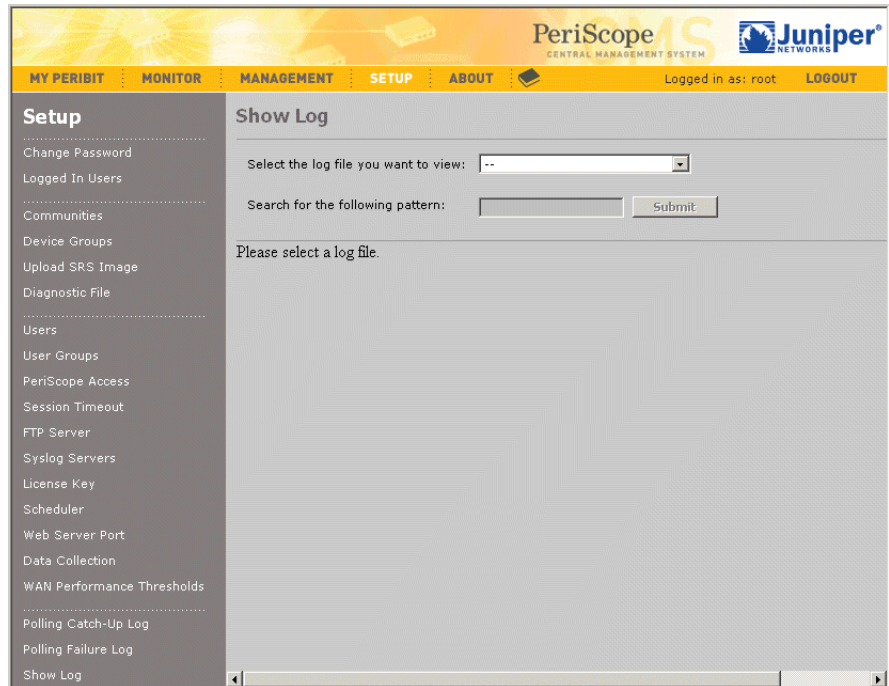 PeriScope
CENTRAL MANAGEMENT SYSTEM
Juniper®
NETWORKS
MY PERIBIT MONITOR MANAGEMENT SETUP ABOUT Logged in as: root LOGOUT
Setup
Change Password
Logged In Users
Communities
Device Groups
Upload SRS Image
Diagnostic File
Users
User Groups
PeriScope Access
Session Timeout
FTP Server
Syslog Servers
License Key
Scheduler
Web Server Port
Data Collection
WAN Performance Thresholds
Polling Catch-Up Log
Polling Failure Log
Show Log
Show Log
Select the log file you want to view: --
Search for the following pattern: Submit
Please select a log file.